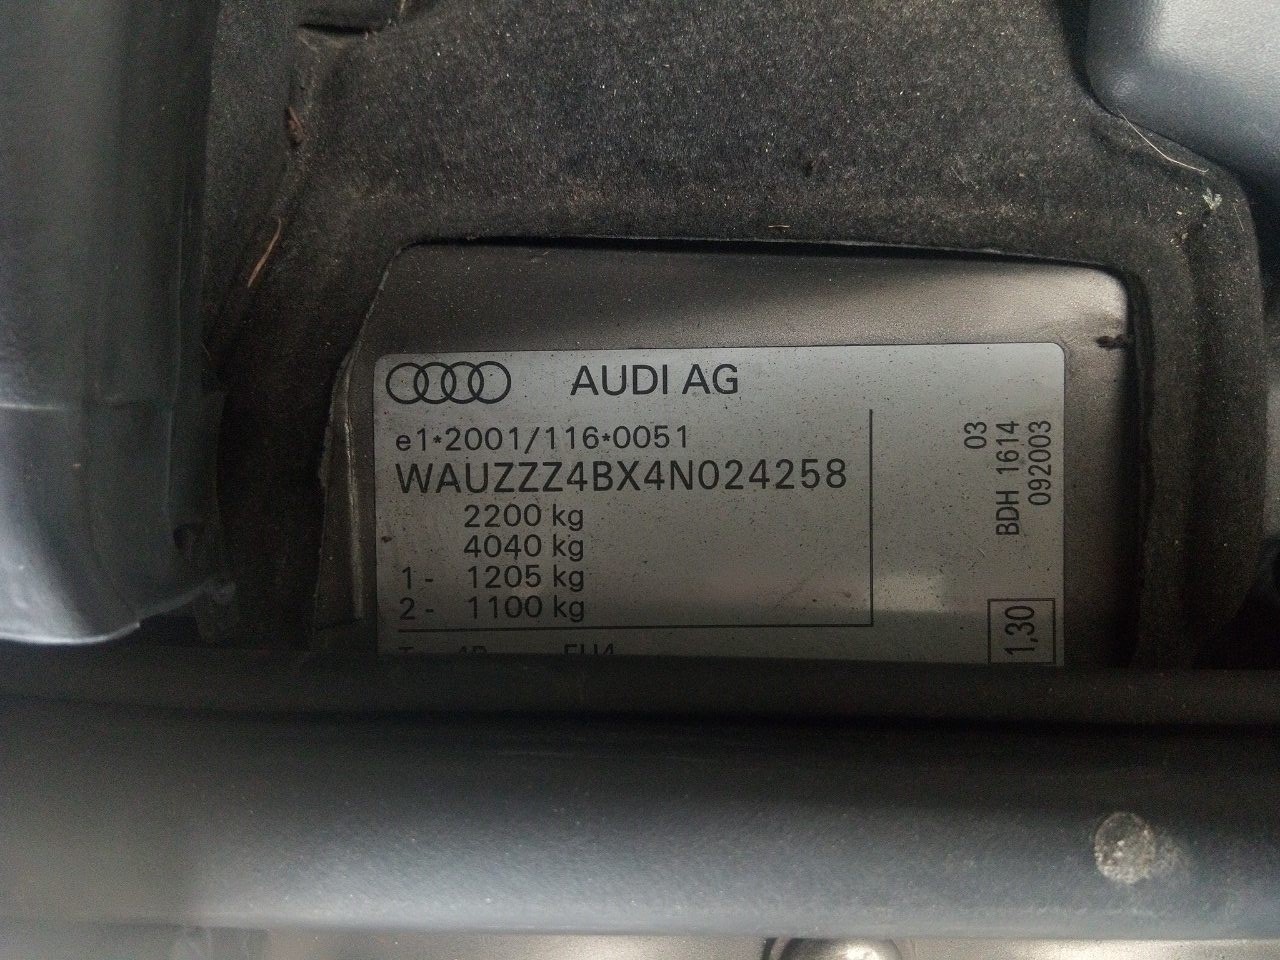 AUDI AG
e1*2001/116*0051
WAUZZZ4BX4N024258
2200 kg
4040 kg
1 - 1205 kg
2 - 1100 kg
03
BDH 1614
092003
1,30